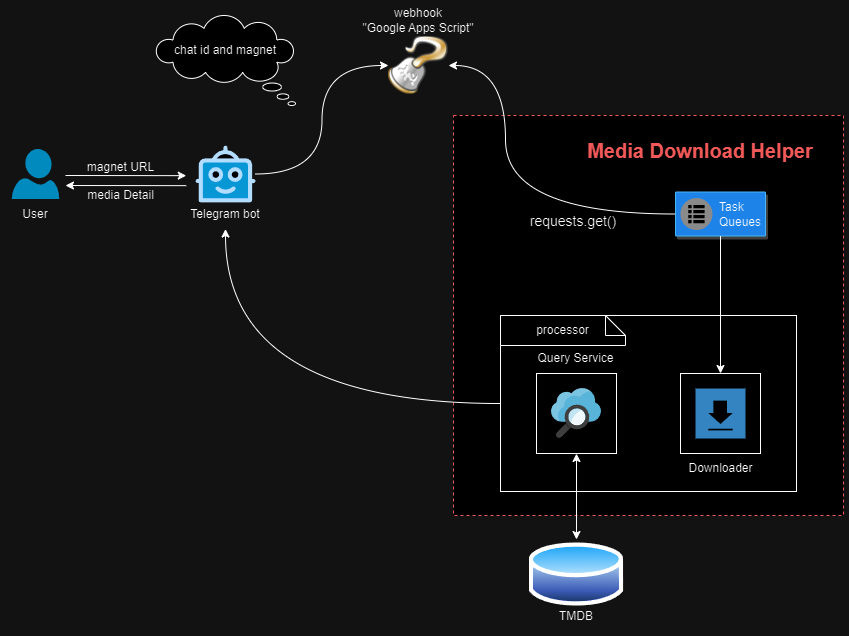 webhook
"Google Apps Script"
chat id and magnet
Media Download Helper
magnet URL
media Detail
User
Telegram bot
Task
Queues
requests.get()
processor
Query Service
Downloader
TMDB